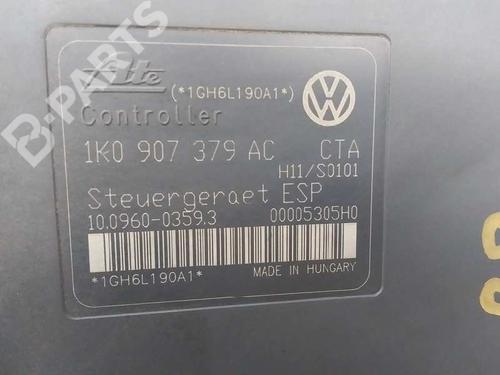 Ate (*1GH6L190A1*)
Controller
1K0 907 379 AC CTA
H11/S0101
Steuergeraet ESP
10.0960-0359.3 00005305H0
*1GH6L190A1* MADE IN HUNGARY
B-PARTS